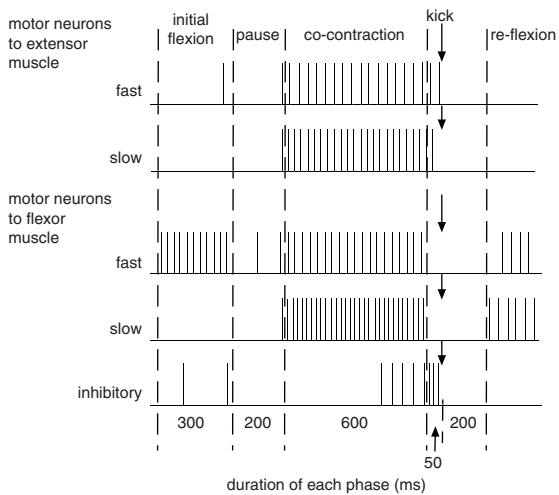 motor neurons
to extensor
muscle
initial
flexion
pause
co-contraction
kick
re-flexion
fast
slow
motor neurons
to flexor
muscle
fast
slow
inhibitory
300
200
600
200
50
duration of each phase (ms)